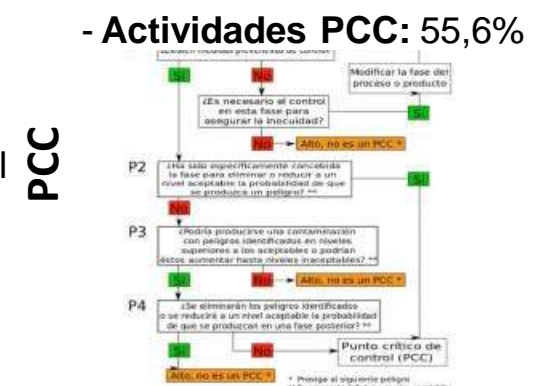 - Actividades PCC: 55,6%
PCC
Si
No
Modificar la fase del
proceso o producto
¿Es necesario el control
en esta fase para
asegurar la inocuidad?
Si
No
Alto, no es un PCC *
P2
¿Ha sido específicamente concebida
la fase para eliminar o reducir a un
nivel aceptable la probabilidad de que
se produzca un peligro? **
Si
No
P3
¿Podría producirse una contaminación
con peligros identificados en niveles
superiores a los aceptables o podrían
éstos aumentar hasta niveles inaceptables? **
Si
No
Alto, no es un PCC *
P4
¿Se eliminarán los peligros identificados
o se reducirá a un nivel aceptable la probabilidad
de que se produzcan en una fase posterior? **
Si
No
Punto crítico de
control (PCC)
Alto, no es un PCC *
* Prosiga al siguiente peligro